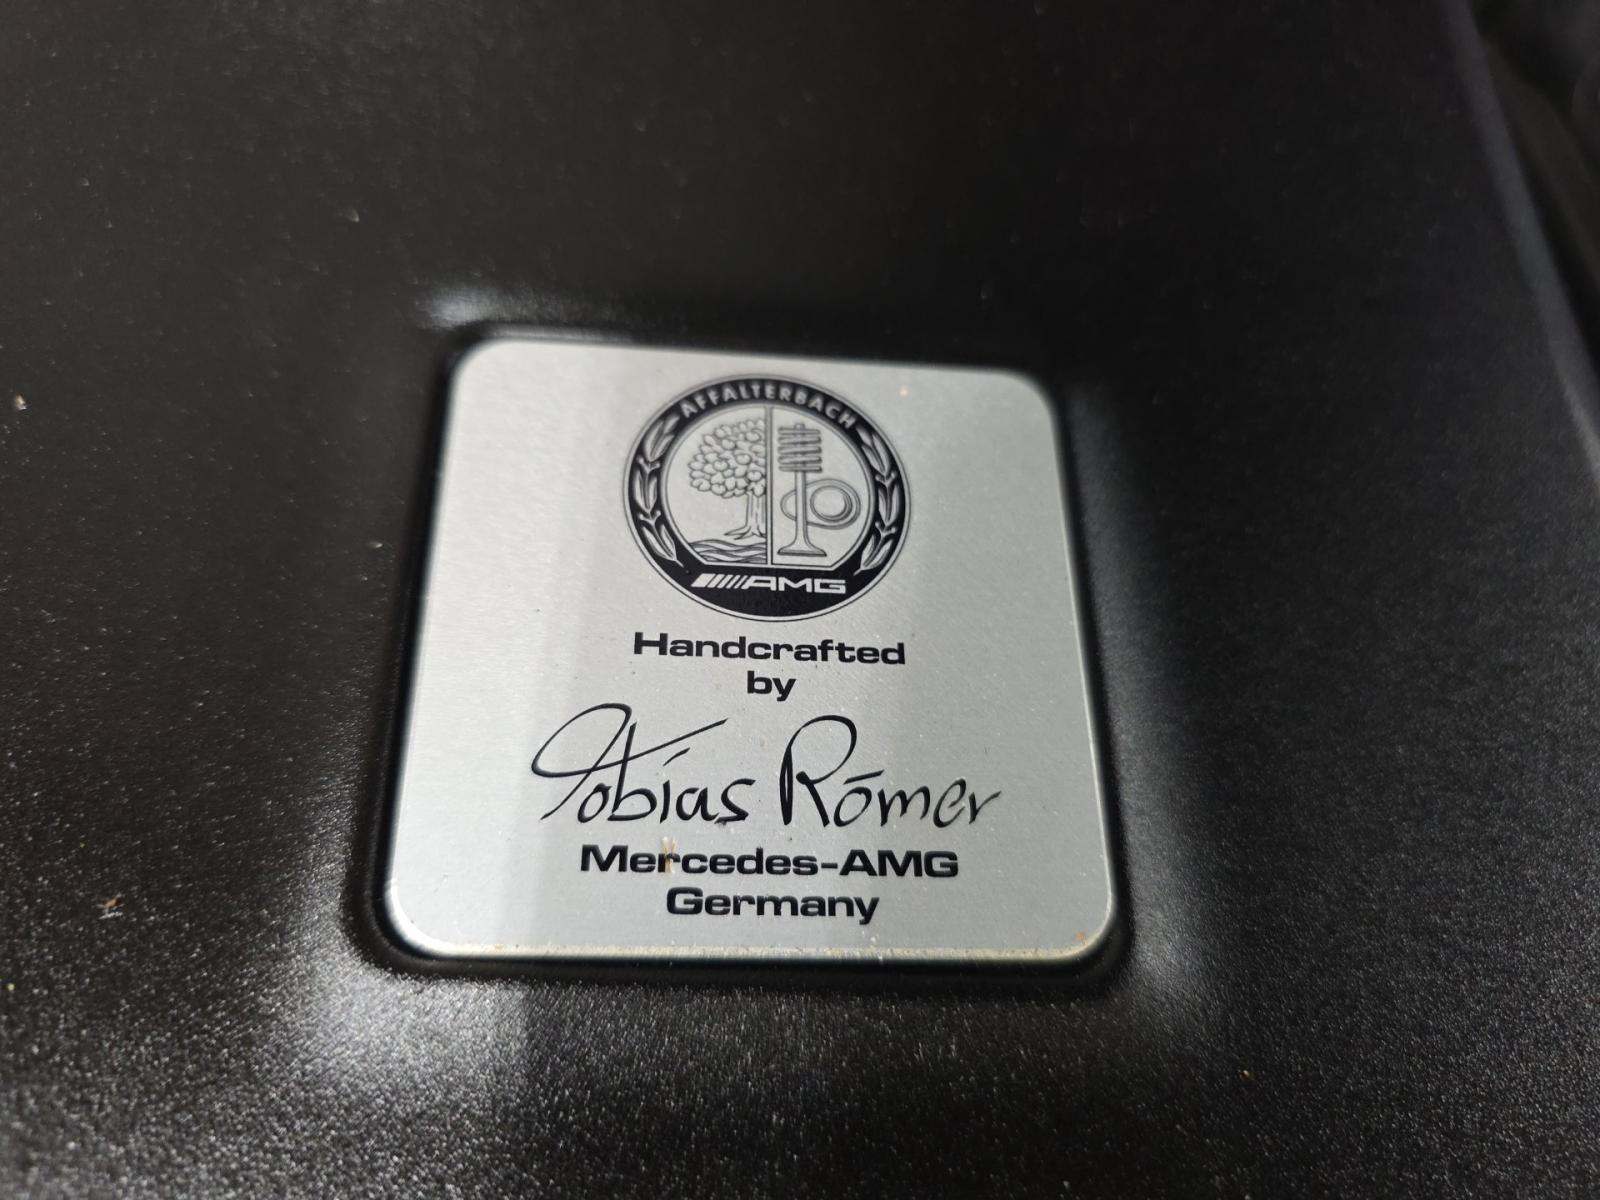 AFFALTERBACH
AMG
Handcrafted
by
Tobias Römer
Mercedes-AMG
Germany